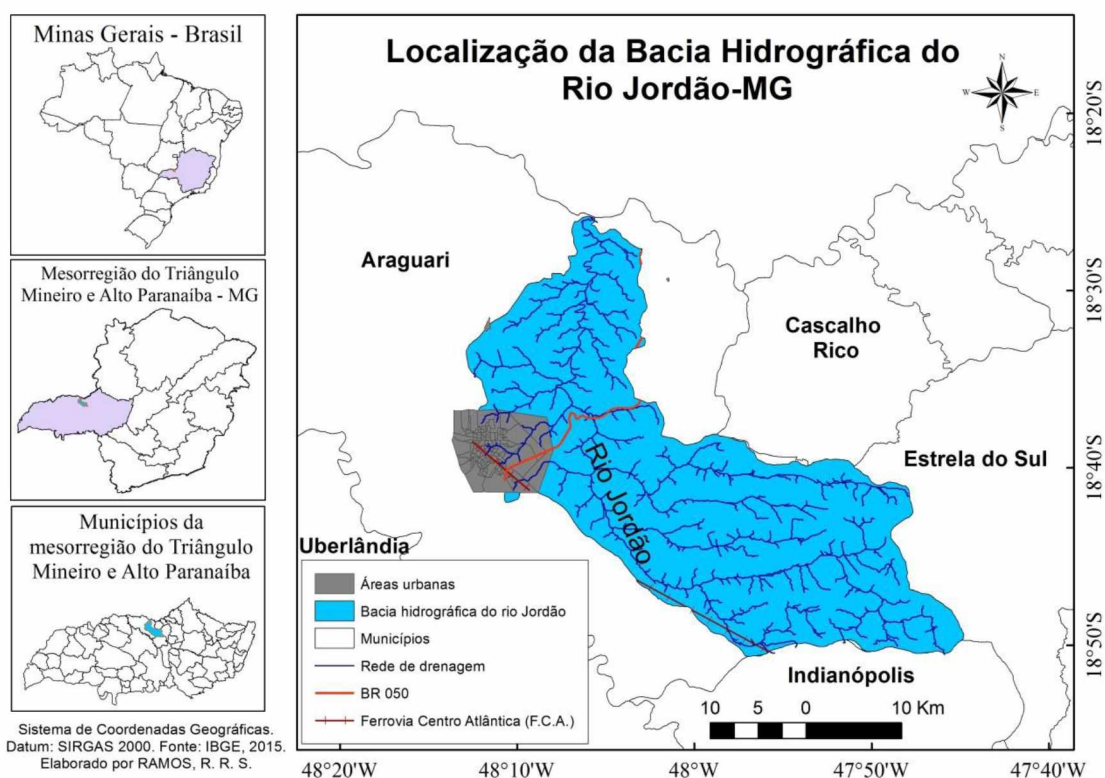 Minas Gerais - Brasil
Mesorregião do Triângulo
Mineiro e Alto Paranaíba - MG
Municípios da
mesorregião do Triângulo
Mineiro e Alto Paranaíba
Sistema de Coordenadas Geográficas.
Datum: SIRGAS 2000. Fonte: IBGE, 2015.
Elaborado por RAMOS, R. R. S.
Localização da Bacia Hidrográfica do
Rio Jordão-MG
N
W
E
S
Araguari
Cascalho
Rico
Estrela do Sul
Rio Jordão
Uberlândia
Indianópolis
Áreas urbanas
Bacia hidrográfica do rio Jordão
Municípios
Rede de drenagem
BR 050
Ferrovia Centro Atlântica (F.C.A.)
10 5 0 10 Km
18°20'S
18°30'S
18°40'S
18°50'S
48°20'W 48°10'W 48°W 47°50'W 47°40'W